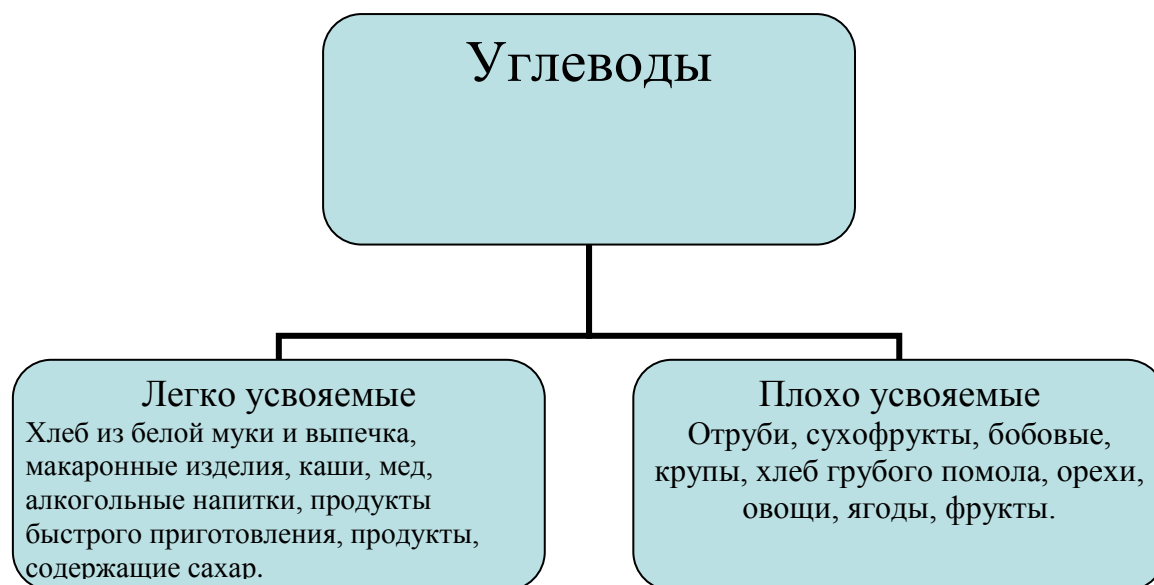 Углеводы
Легко усвояемые
Хлеб из белой муки и выпечка,
макаронные изделия, каши, мед,
алкогольные напитки, продукты
быстрого приготовления, продукты,
содержащие сахар.
Плохо усвояемые
Отруби, сухофрукты, бобовые,
крупы, хлеб грубого помола, орехи,
овощи, ягоды, фрукты.